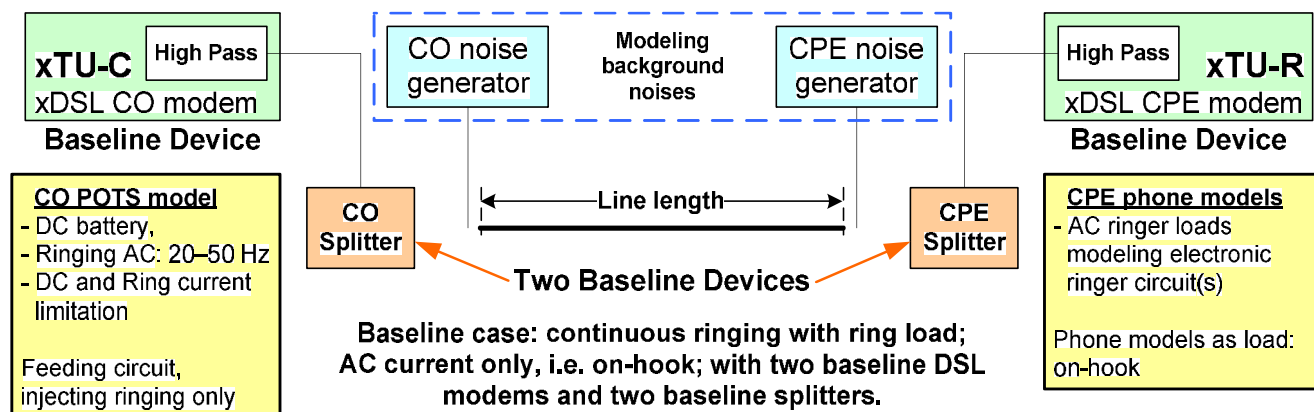 xTU-C
High Pass
xDSL CO modem
Baseline Device
CO noise
generator
Modeling
background
noises
CPE noise
generator
High Pass
xTU-R
xDSL CPE modem
Baseline Device
CO POTS model
- DC battery,
- Ringing AC: 20–50 Hz
- DC and Ring current
limitation
Feeding circuit,
injecting ringing only
CO
Splitter
Line length
CPE
Splitter
Two Baseline Devices
Baseline case: continuous ringing with ring load;
AC current only, i.e. on-hook; with two baseline DSL
modems and two baseline splitters.
CPE phone models
- AC ringer loads
modeling electronic
ringer circuit(s)
Phone models as load:
on-hook